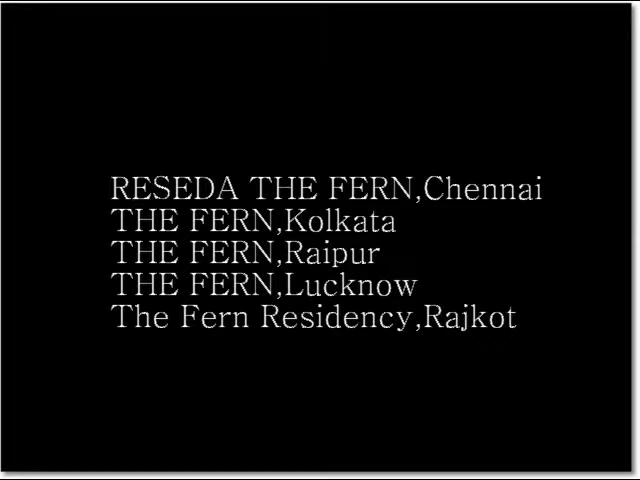 RESEDA THE FERN,Chennai
THE FERN,Kolkata
THE FERN,Raipur
THE FERN,Lucknow
The Fern Residency,Rajkot